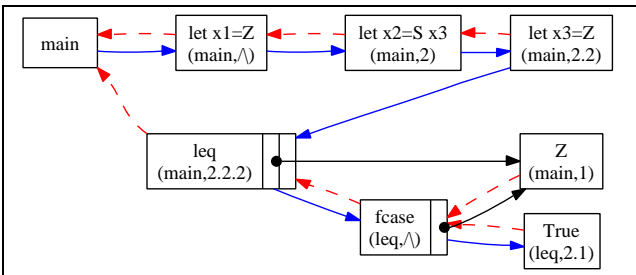 main
let x1=Z
(main,/\)
let x2=S x3
(main,2)
let x3=Z
(main,2.2)
leq
(main,2.2.2)
Z
(main,1)
fcase
(leq,/\)
True
(leq,2.1)